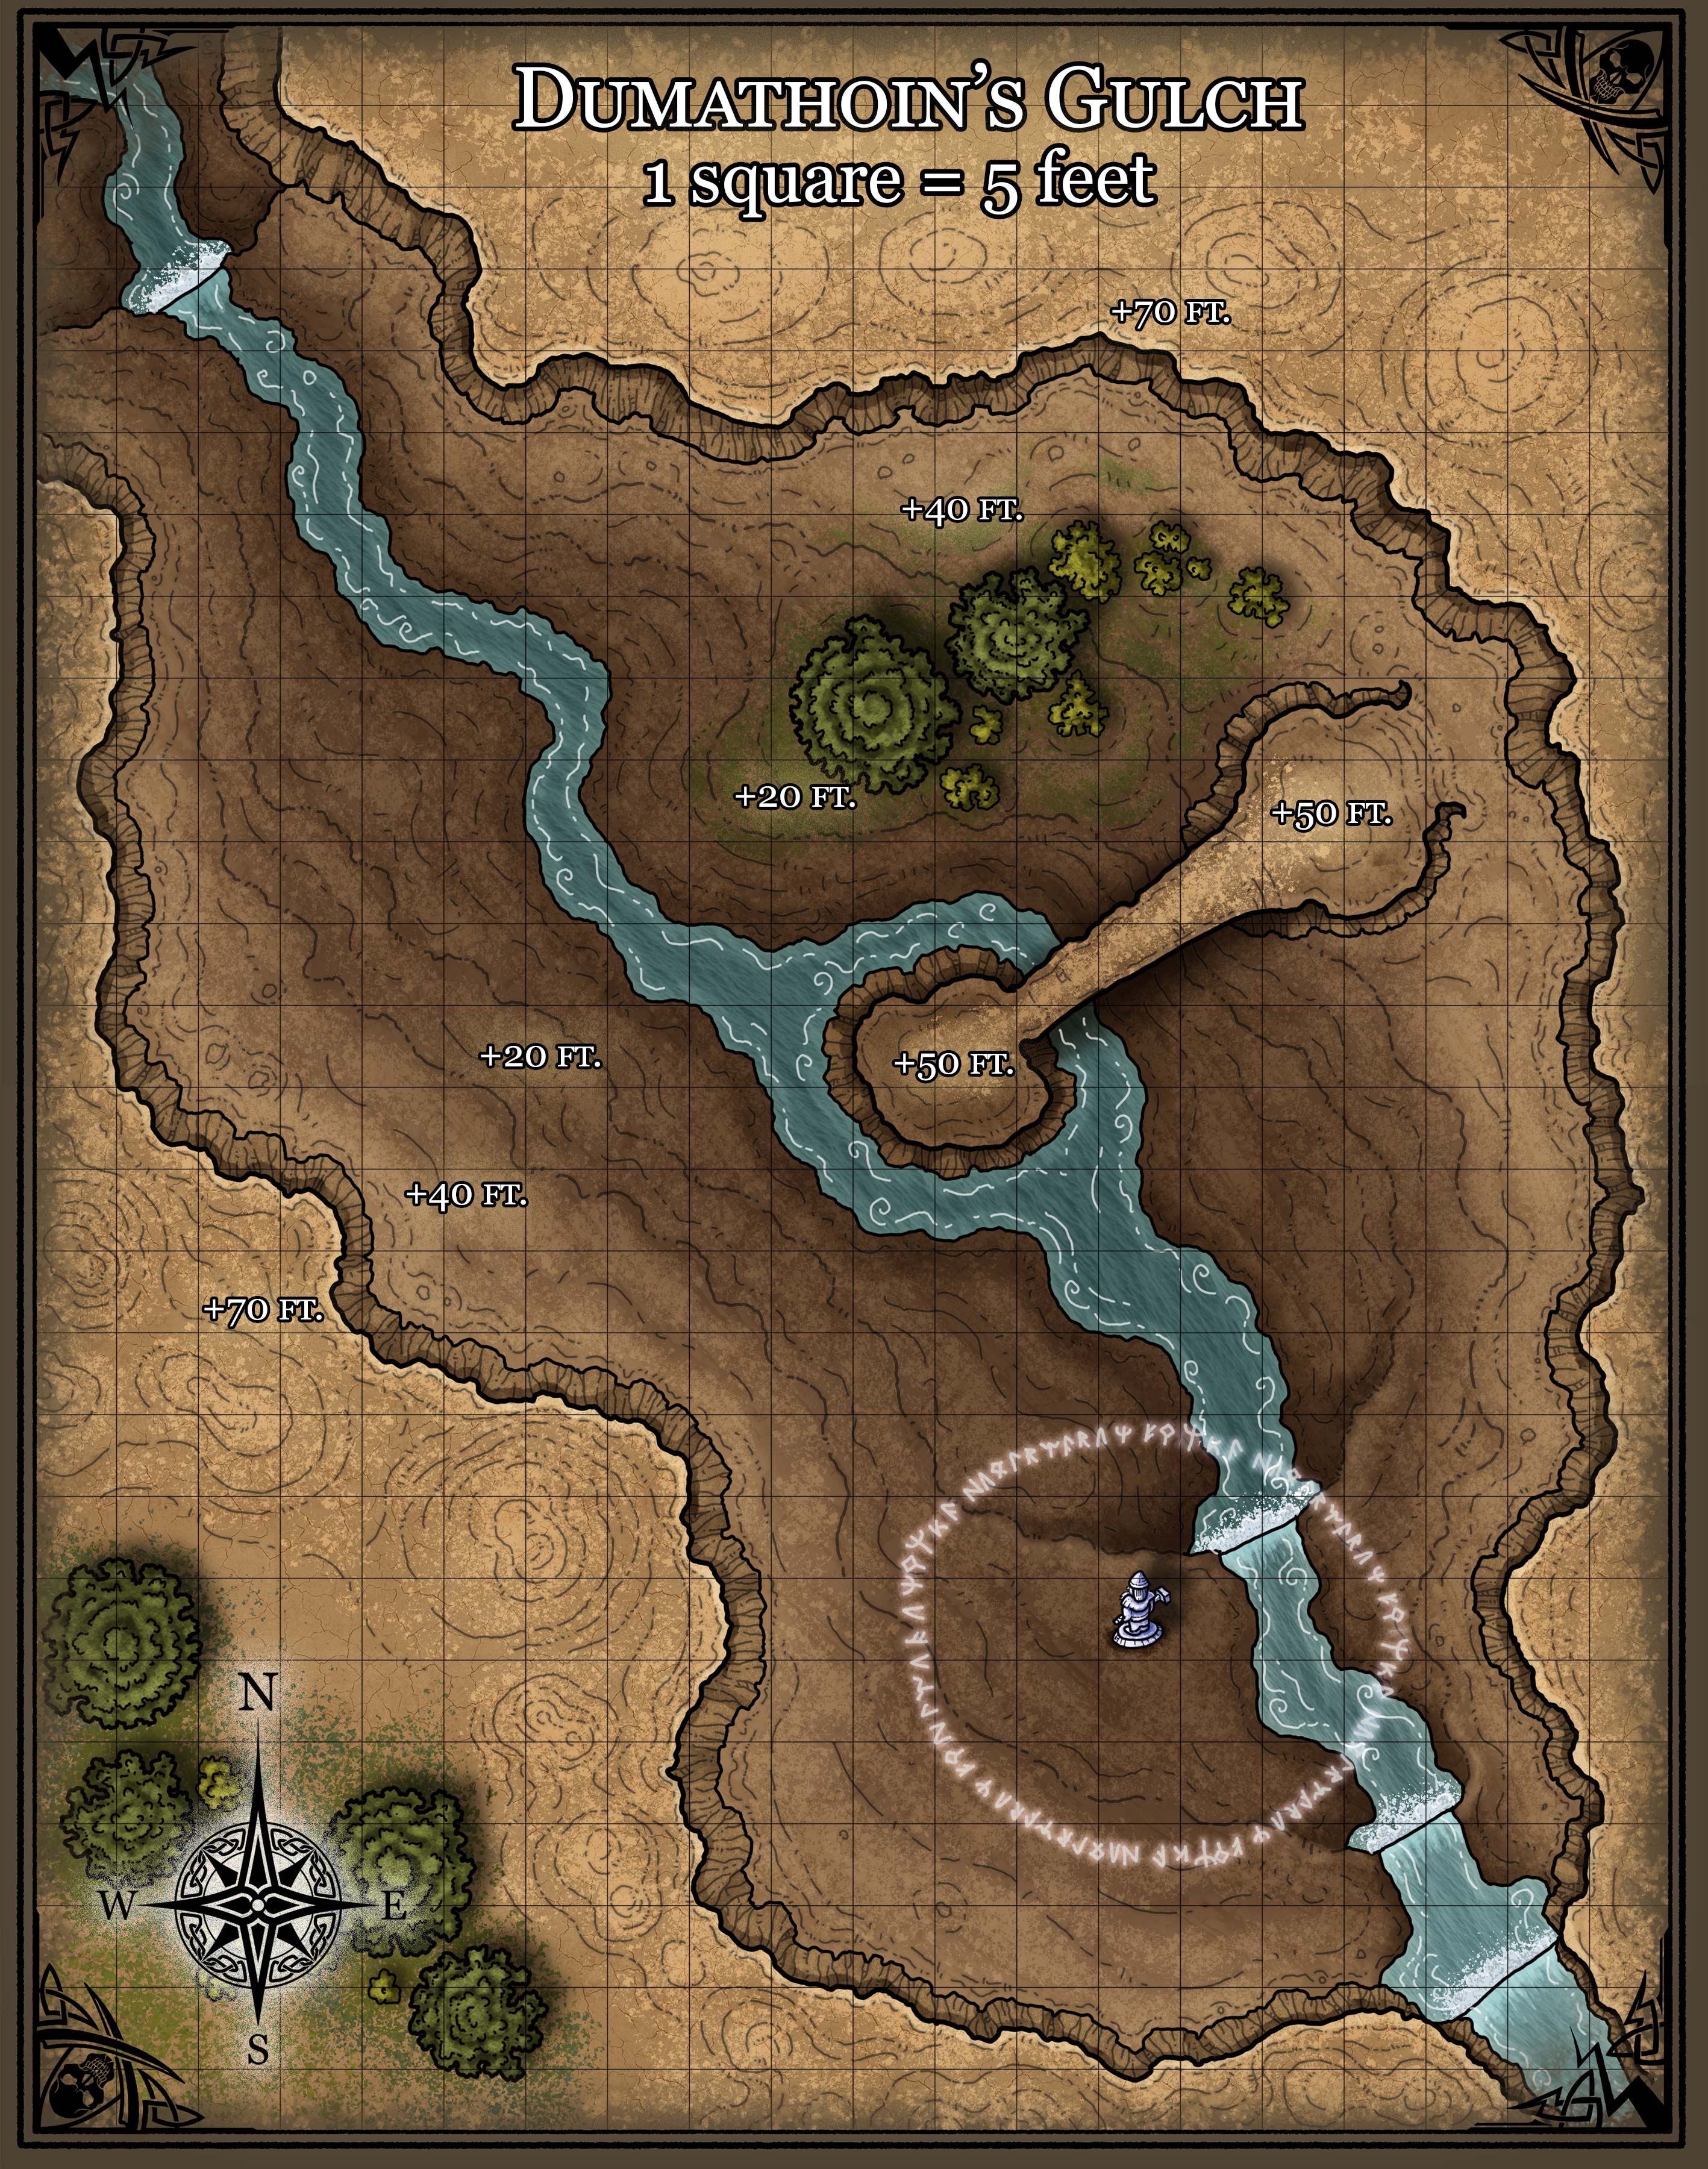 DUMATHOIN'S GULCH
1 square = 5 feet
+70 FT.
+40 FT.
+20 FT.
+50 FT.
+20 FT.
+50 FT.
+40 FT.
+70 FT.
N
W
E
S